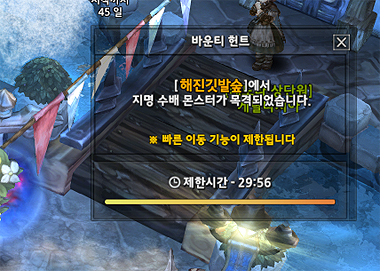 45 일
바운티 헌트
[해진깃발숲]에서
지명 수배 몬스터가 목격되었습니다.
※ 빠른 이동 기능이 제한됩니다
제한시간 - 29:56